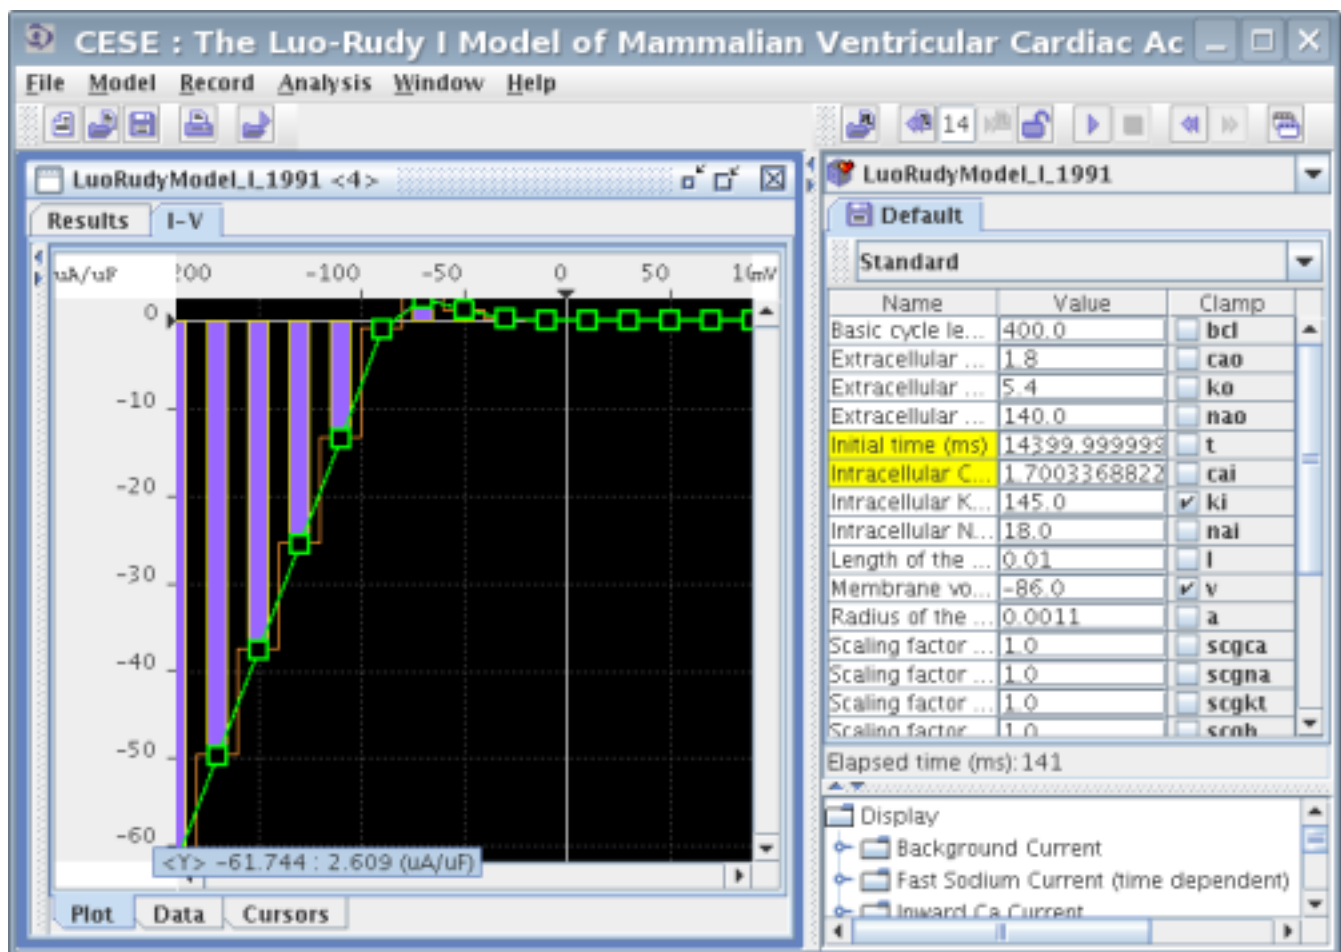 CESE : The Luo-Rudy I Model of Mammalian Ventricular Cardiac Ac
File Model Record Analysis Window Help
14
LuoRudyModel_I_1991 <4>
Results I-V
uA/uF
:00 -100 -50 0 50 mV
0
-10
-20
-30
-40
-50
-60
<Y> -61.744 : 2.609 (uA/uF)
Plot Data Cursors
LuoRudyModel_I_1991
Default
Standard
Name Value Clamp
Basic cycle le... 400.0 bcl
Extracellular ... 1.8 cao
Extracellular ... 5.4 ko
Extracellular ... 140.0 nao
Initial time (ms) 14399.999999 t
Intracellular C... 1.7003368822 cai
Intracellular K... 145.0 ki
Intracellular N... 18.0 nai
Length of the ... 0.01 l
Membrane vo... -86.0 v
Radius of the ... 0.0011 a
Scaling factor ... 1.0 scgca
Scaling factor ... 1.0 scgna
Scaling factor ... 1.0 scgkt
Scaling factor 1.0
Elapsed time (ms): 141
Display
Background Current
Fast Sodium Current (time dependent)
Inward Ca Current